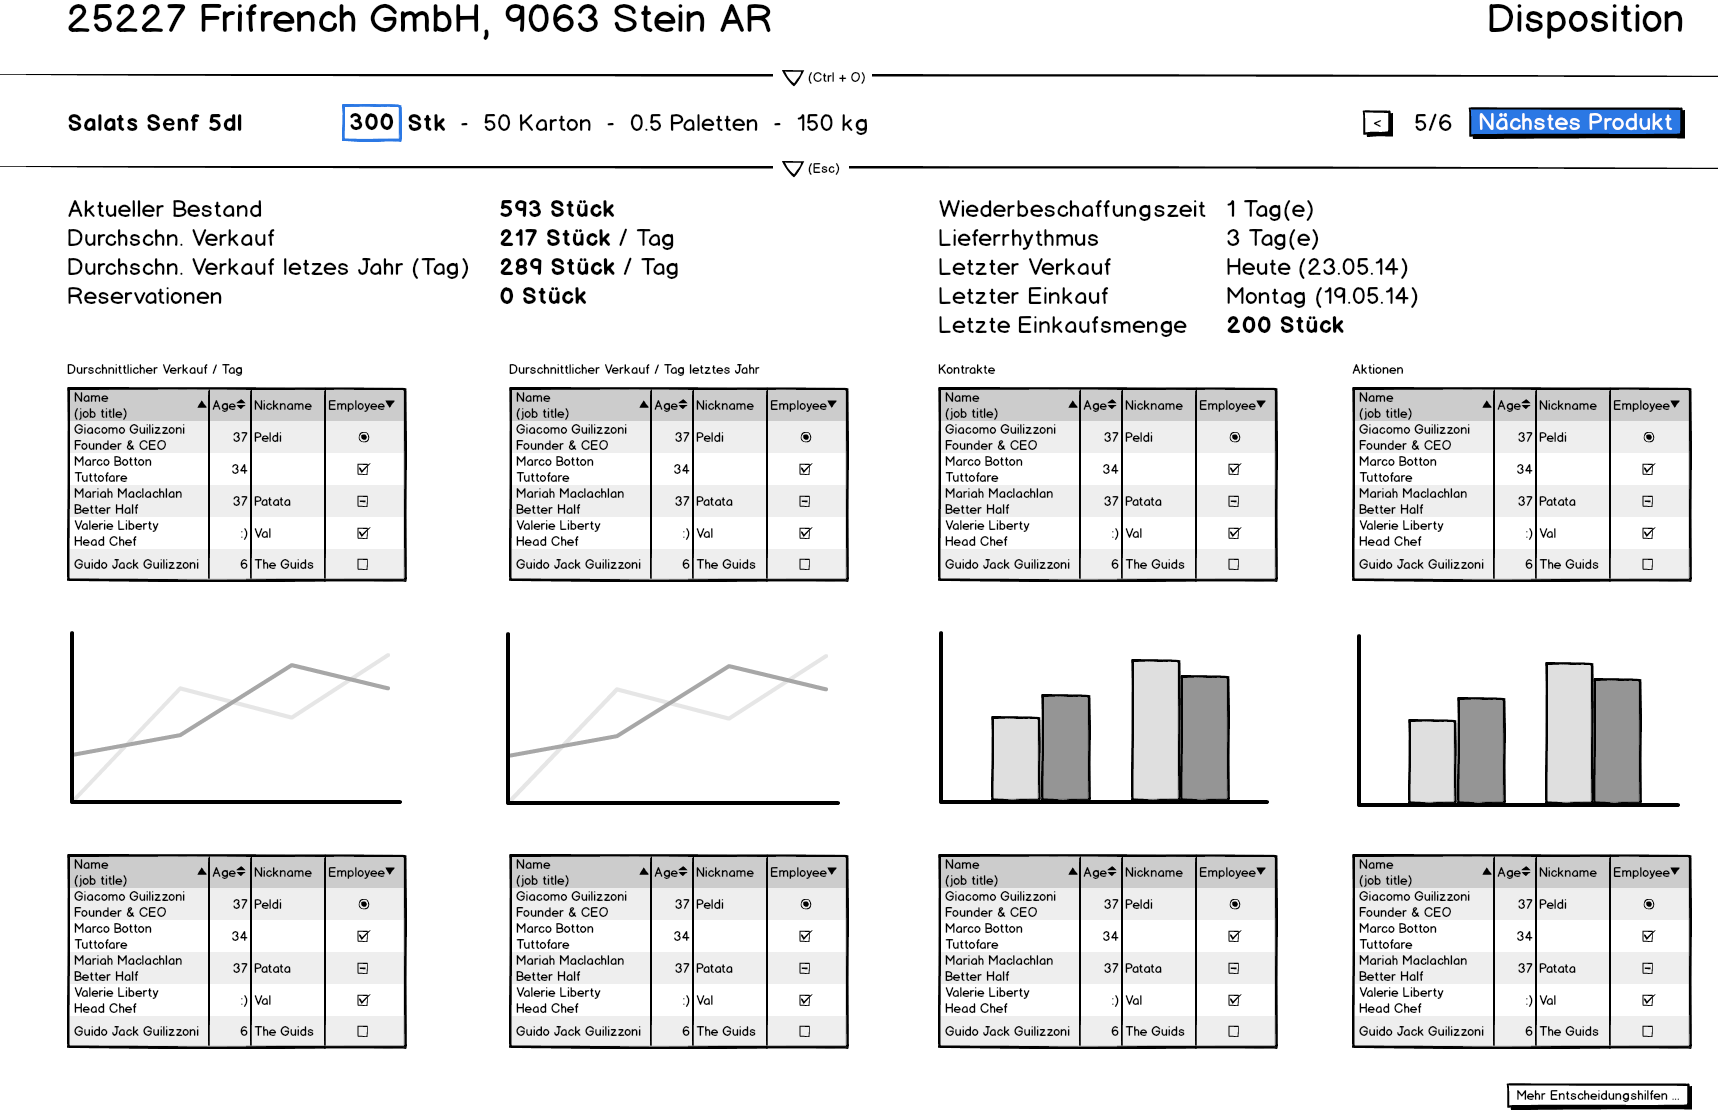 25227 Frifrench GmbH, 9063 Stein AR Disposition
(Ctrl + O)
Salats Senf 5dl 300 Stk - 50 Karton - 0.5 Paletten - 150 kg < 5/6 Nächstes Produkt
(Esc)
Aktueller Bestand 593 Stück
Durchschn. Verkauf 217 Stück / Tag
Durchschn. Verkauf letzes Jahr (Tag) 289 Stück / Tag
Reservationen 0 Stück
Wiederbeschaffungszeit 1 Tag(e)
Lieferrhythmus 3 Tag(e)
Letzter Verkauf Heute (23.05.14)
Letzter Einkauf Montag (19.05.14)
Letzte Einkaufsmenge 200 Stück
Durschnittlicher Verkauf / Tag
Name
(job title) Age Nickname Employee
Giacomo Guilizzoni
Founder & CEO 37 Peldi
Marco Botton
Tuttofare 34
Mariah Maclachlan
Better Half 37 Patata
Valerie Liberty
Head Chef :) Val
Guido Jack Guilizzoni 6 The Guids
Durschnittlicher Verkauf / Tag letztes Jahr
Name
(job title) Age Nickname Employee
Giacomo Guilizzoni
Founder & CEO 37 Peldi
Marco Botton
Tuttofare 34
Mariah Maclachlan
Better Half 37 Patata
Valerie Liberty
Head Chef :) Val
Guido Jack Guilizzoni 6 The Guids
Kontrakte
Name
(job title) Age Nickname Employee
Giacomo Guilizzoni
Founder & CEO 37 Peldi
Marco Botton
Tuttofare 34
Mariah Maclachlan
Better Half 37 Patata
Valerie Liberty
Head Chef :) Val
Guido Jack Guilizzoni 6 The Guids
Aktionen
Name
(job title) Age Nickname Employee
Giacomo Guilizzoni
Founder & CEO 37 Peldi
Marco Botton
Tuttofare 34
Mariah Maclachlan
Better Half 37 Patata
Valerie Liberty
Head Chef :) Val
Guido Jack Guilizzoni 6 The Guids
Name
(job title) Age Nickname Employee
Giacomo Guilizzoni
Founder & CEO 37 Peldi
Marco Botton
Tuttofare 34
Mariah Maclachlan
Better Half 37 Patata
Valerie Liberty
Head Chef :) Val
Guido Jack Guilizzoni 6 The Guids
Name
(job title) Age Nickname Employee
Giacomo Guilizzoni
Founder & CEO 37 Peldi
Marco Botton
Tuttofare 34
Mariah Maclachlan
Better Half 37 Patata
Valerie Liberty
Head Chef :) Val
Guido Jack Guilizzoni 6 The Guids
Name
(job title) Age Nickname Employee
Giacomo Guilizzoni
Founder & CEO 37 Peldi
Marco Botton
Tuttofare 34
Mariah Maclachlan
Better Half 37 Patata
Valerie Liberty
Head Chef :) Val
Guido Jack Guilizzoni 6 The Guids
Name
(job title) Age Nickname Employee
Giacomo Guilizzoni
Founder & CEO 37 Peldi
Marco Botton
Tuttofare 34
Mariah Maclachlan
Better Half 37 Patata
Valerie Liberty
Head Chef :) Val
Guido Jack Guilizzoni 6 The Guids
Mehr Entscheidungshilfen ...